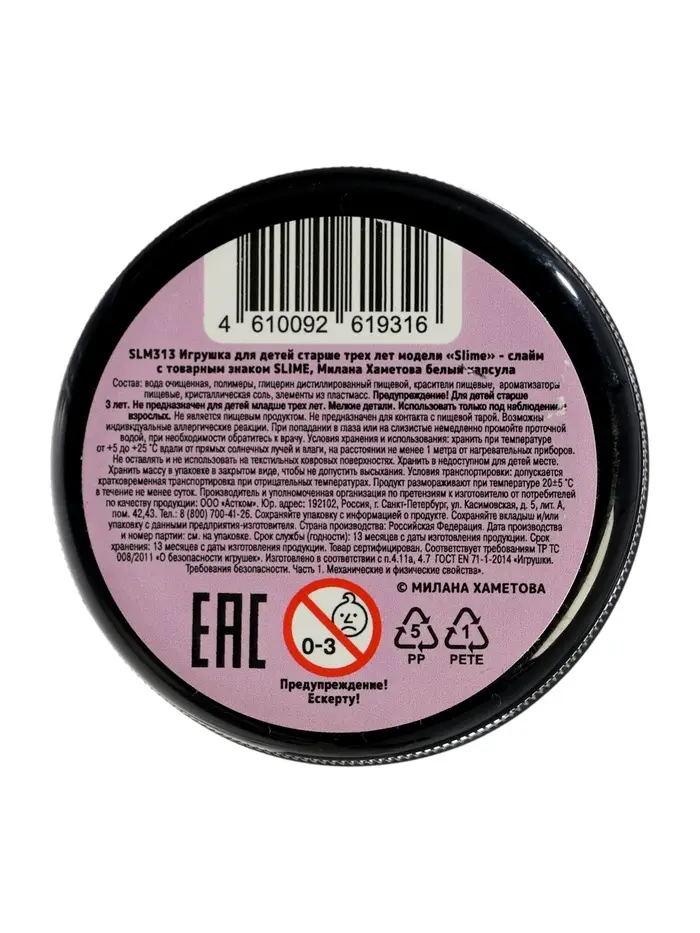 4 610092 619316
SLM313 Игрушка для детей старше трех лет модели «Slime» - слайм
с товарным знаком SLIME, Милана Хаметова белый капсула
Состав: вода очищенная, полимеры, глицерин дистиллированный пищевой, красители пищевые, ароматизаторы
пищевые, кристаллическая соль, элементы из пластмасс. Предупреждение! Для детей старше
3 лет. Не предназначен для детей младше трех лет. Мелкие детали. Использовать только под наблюдением
взрослых. Не является пищевым продуктом. Не предназначен для контакта с пищевой тарой. Возможны
индивидуальные аллергические реакции. При попадании в глаза или на слизистые немедленно промойте проточной
водой, при необходимости обратитесь к врачу. Условия хранения и использования: хранить при температуре
от +5 до +25 °С вдали от прямых солнечных лучей и влаги, на расстоянии не менее 1 метра от нагревательных приборов.
Не оставлять и не использовать на текстильных ковровых поверхностях. Хранить в недоступном для детей месте.
Хранить массу в упаковке в закрытом виде, чтобы не допустить высыхания. Условия транспортировки: допускается
кратковременная транспортировка при отрицательных температурах. Продукт размораживают при температуре 20±5 °С
в течение не менее суток. Производитель и уполномоченная организация по претензиям к изготовителю от потребителей
по качеству продукции: ООО «Астком». Юр. адрес: 192102, Россия, г. Санкт-Петербург, ул. Касимовская, д. 5, лит. А,
пом. 42,43. Тел.: 8 (800) 700-41-26. Сохраняйте упаковку с информацией о продукте. Сохраняйте вкладыш и/или
упаковку с данными предприятия-изготовителя. Страна производства: Российская Федерация. Дата производства
и номер партии: см. на упаковке. Срок службы (годности): 13 месяцев с даты изготовления продукции. Срок
хранения: 13 месяцев с даты изготовления продукции. Товар сертифицирован. Соответствует требованиям ТР ТС
008/2011 «О безопасности игрушек». Изготовлено в соответствии с п.4.11а, 4.7 ГОСТ EN 71-1-2014 «Игрушки.
Требования безопасности. Часть 1. Механические и физические свойства».
© МИЛАНА ХАМЕТОВА
EAC
0-3
5
PP
1
PETE
Предупреждение!
Ескерту!